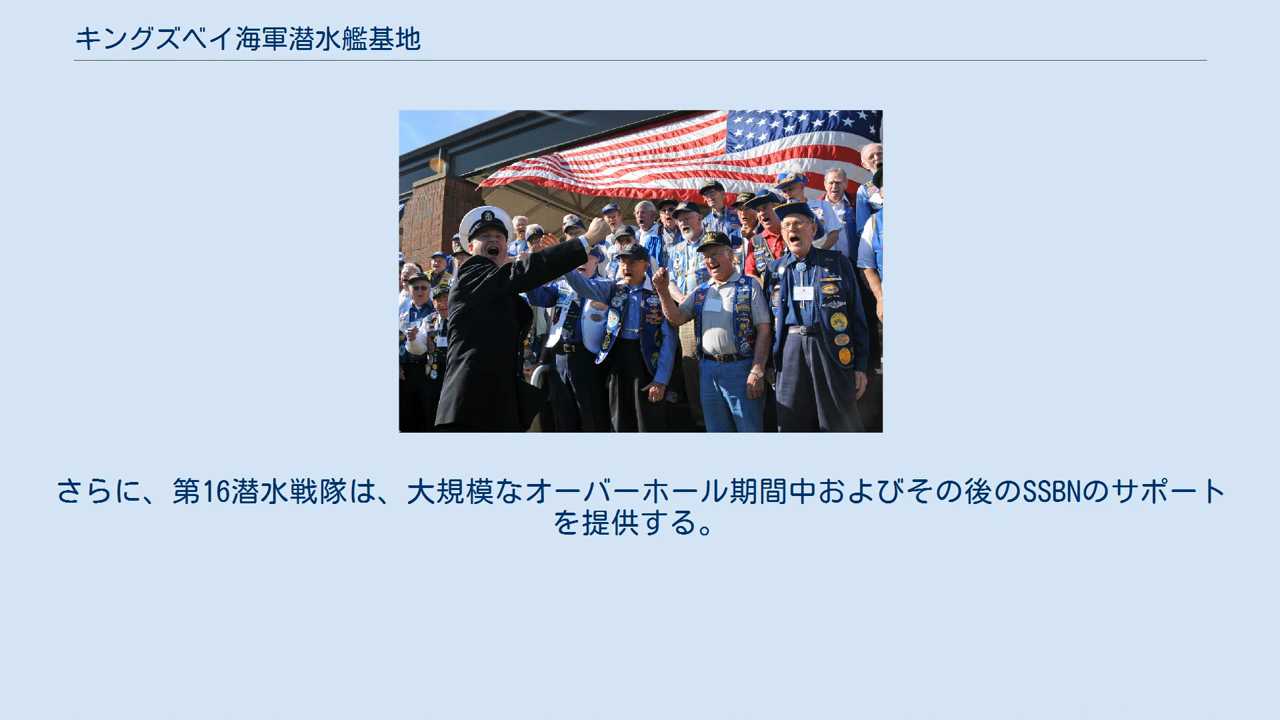 キングズベイ海軍潜水艦基地
さらに、第16潜水戦隊は、大規模なオーバーホール期間中およびその後のSSBNのサポート
を提供する。